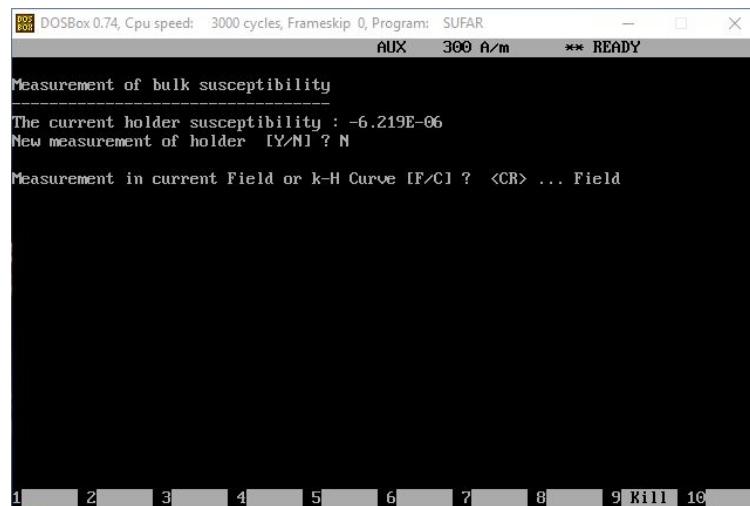 DOSBox 0.74, Cpu speed: 3000 cycles, Frameskip 0, Program: SUFAR
AUX 300 A/m ** READY
Measurement of bulk susceptibility
----------------------------------
The current holder susceptibility : -6.219E-06
New measurement of holder [Y/N] ? N
Measurement in current Field or k-H Curve [F/C] ? <CR> ... Field
1 2 3 4 5 6 7 8 9 Kill 10